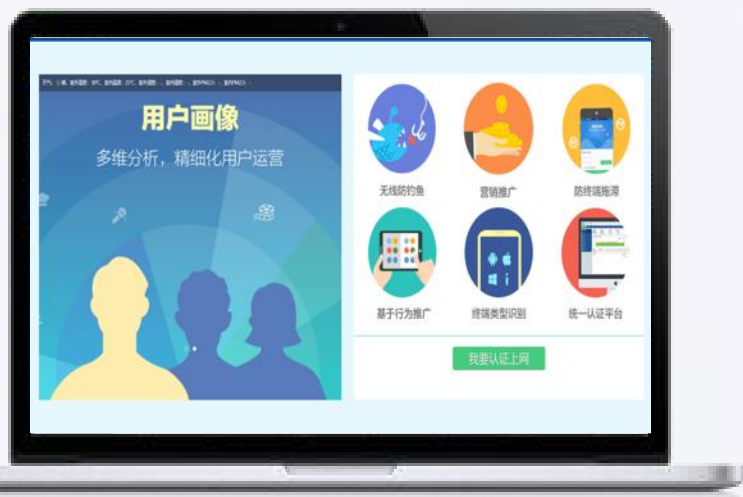 用户画像
多维分析，精细化用户运营
无线防钓鱼
营销推广
防终端拖滞
基于行为推广
终端类型识别
统一认证平台
我要认证上网